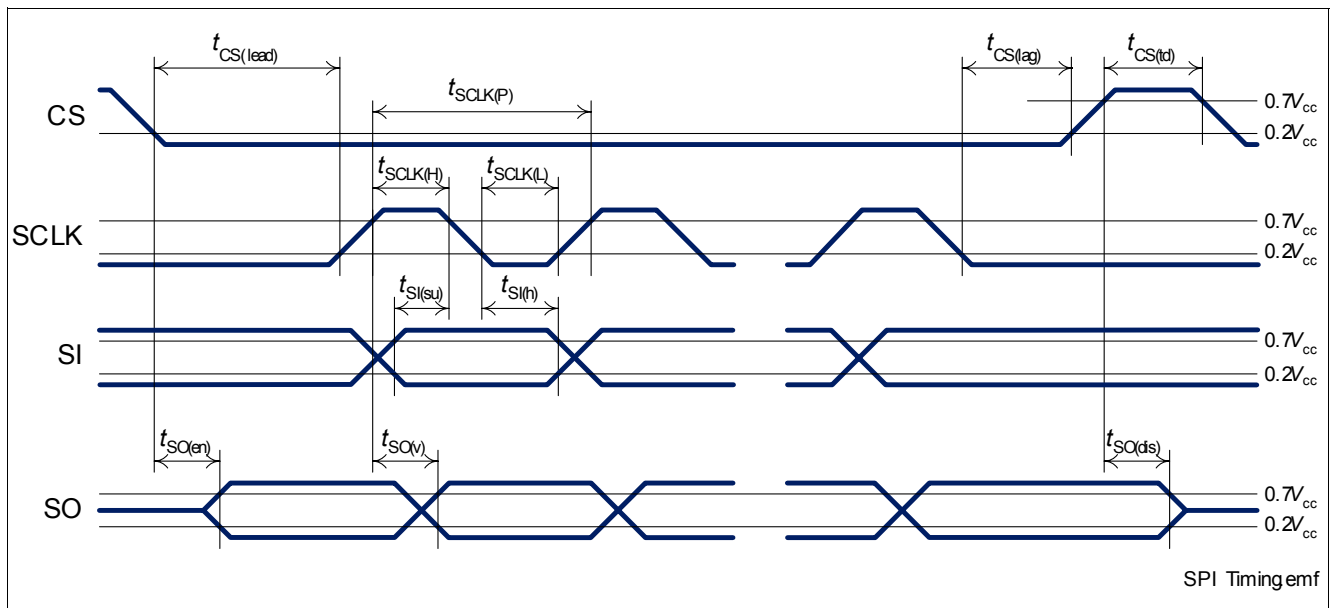 tCS(lead) tCS(lag) tCS(td)
tSCLK(P)
CS 0.7Vcc
0.2Vcc
tSCLK(H) tSCLK(L)
SCLK 0.7Vcc
0.2Vcc
tSI(su) tSI(h)
SI 0.7Vcc
0.2Vcc
tSO(en) tSO(v) tSO(dis)
SO 0.7Vcc
0.2Vcc
SPI Timing.emf